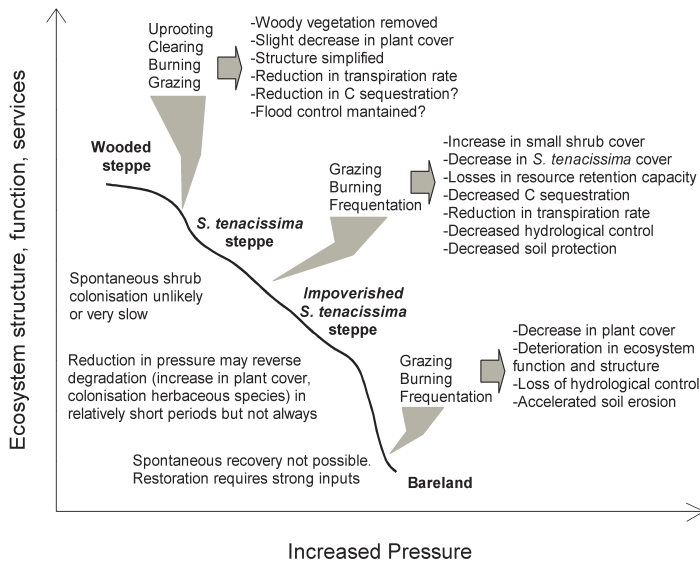 Ecosystem structure, function, services
Uprooting
Clearing
Burning
Grazing
-Woody vegetation removed
-Slight decrease in plant cover
-Structure simplified
-Reduction in transpiration rate
-Reduction in C sequestration?
-Flood control mantained?
Wooded
steppe
Grazing
Burning
Frequentation
-Increase in small shrub cover
-Decrease in S. tenacissima cover
-Losses in resource retention capacity
-Decreased C sequestration
-Reduction in transpiration rate
-Decreased hydrological control
-Decreased soil protection
S. tenacissima
steppe
Spontaneous shrub
colonisation unlikely
or very slow
Impoverished
S. tenacissima
steppe
Reduction in pressure may reverse
degradation (increase in plant cover,
colonisation herbaceous species) in
relatively short periods but not always
Grazing
Burning
Frequentation
-Decrease in plant cover
-Deterioration in ecosystem
function and structure
-Loss of hydrological control
-Accelerated soil erosion
Spontaneous recovery not possible.
Restoration requires strong inputs
Bareland
Increased Pressure